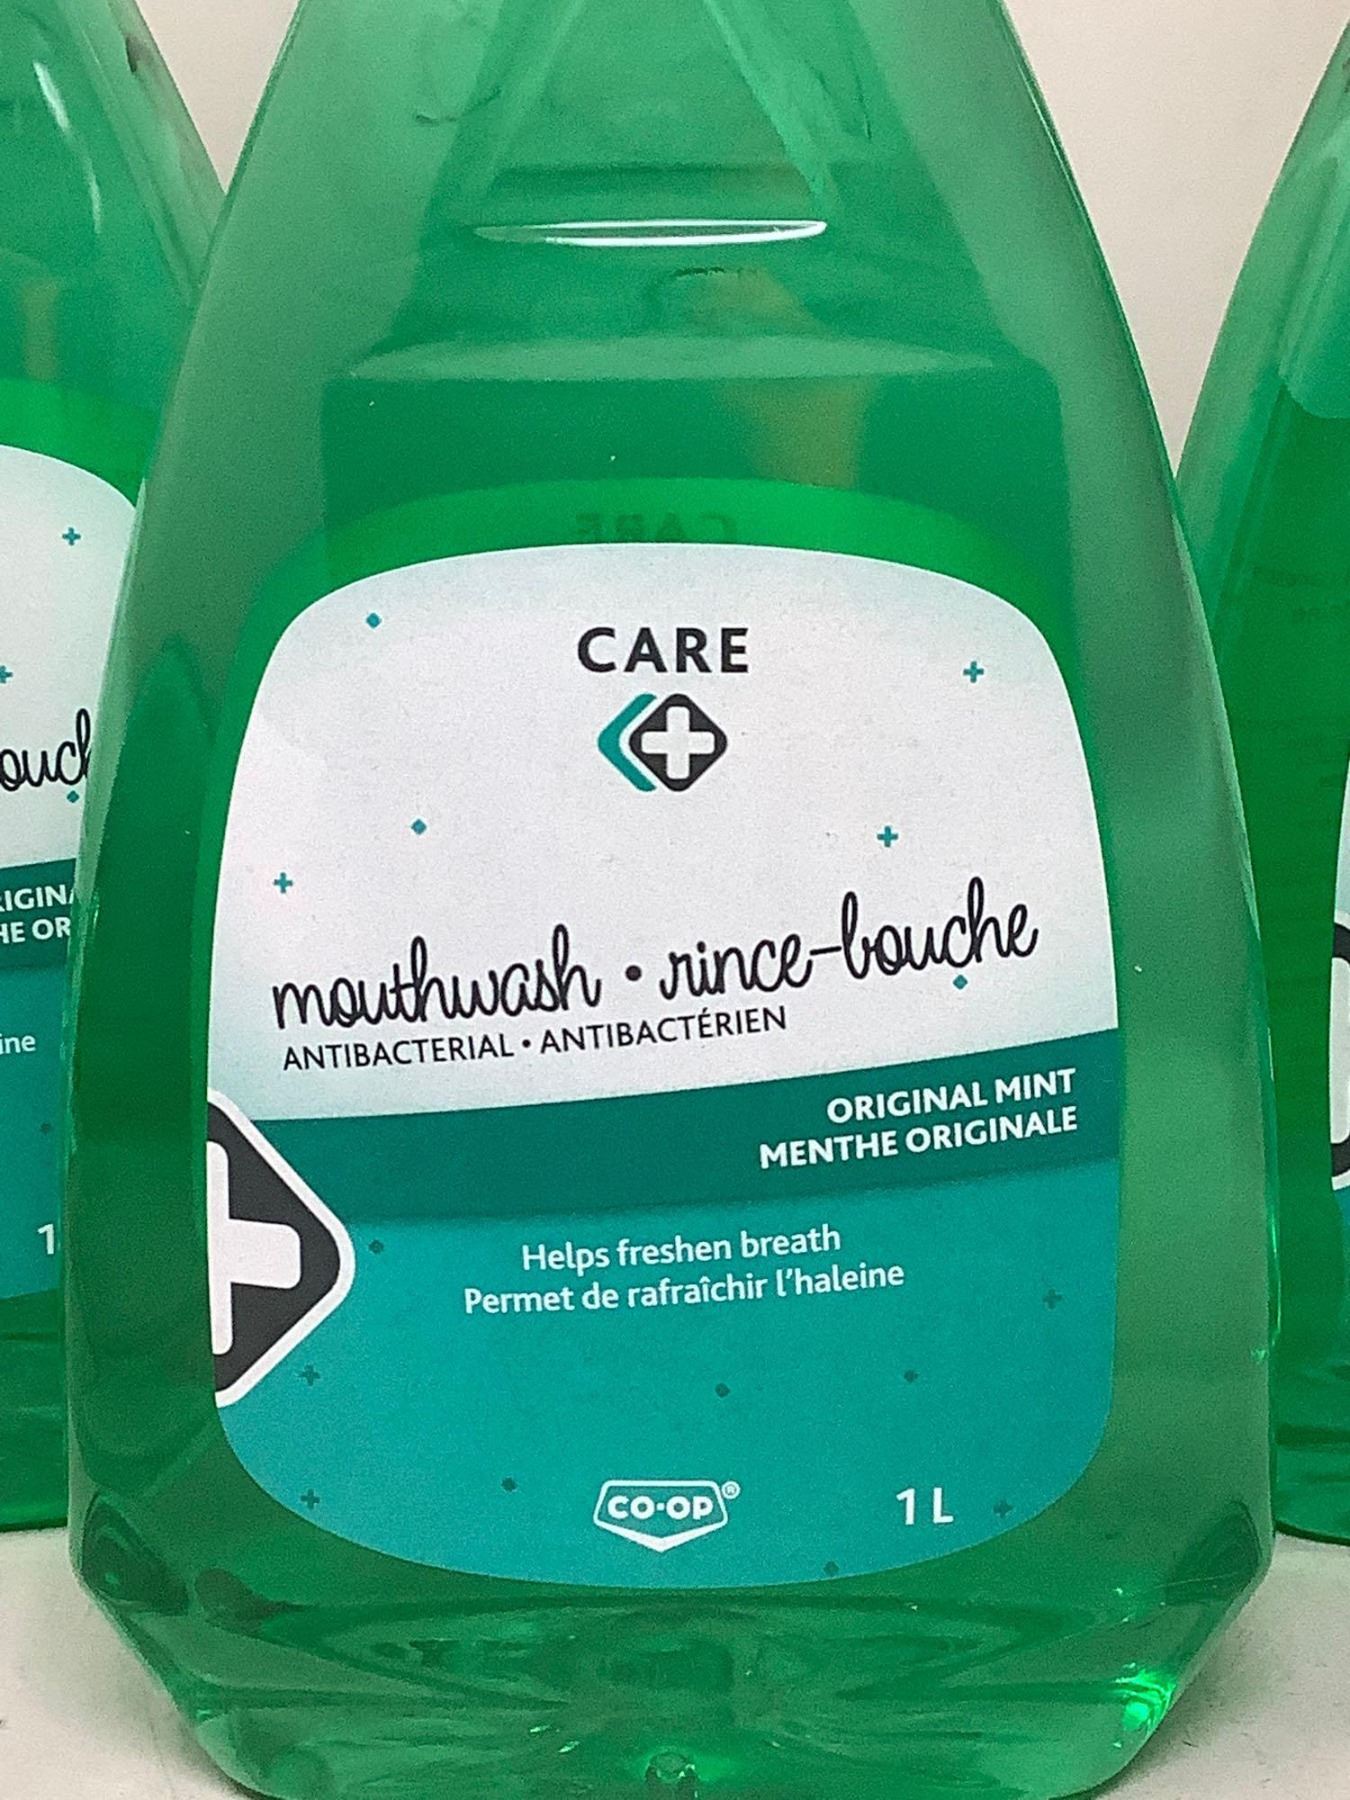 CARE
mouthwash • rince-bouche
ANTIBACTERIAL • ANTIBACTÉRIEN
ORIGINAL MINT
MENTHE ORIGINALE
Helps freshen breath
Permet de rafraîchir l'haleine
CO-OP®
1 L